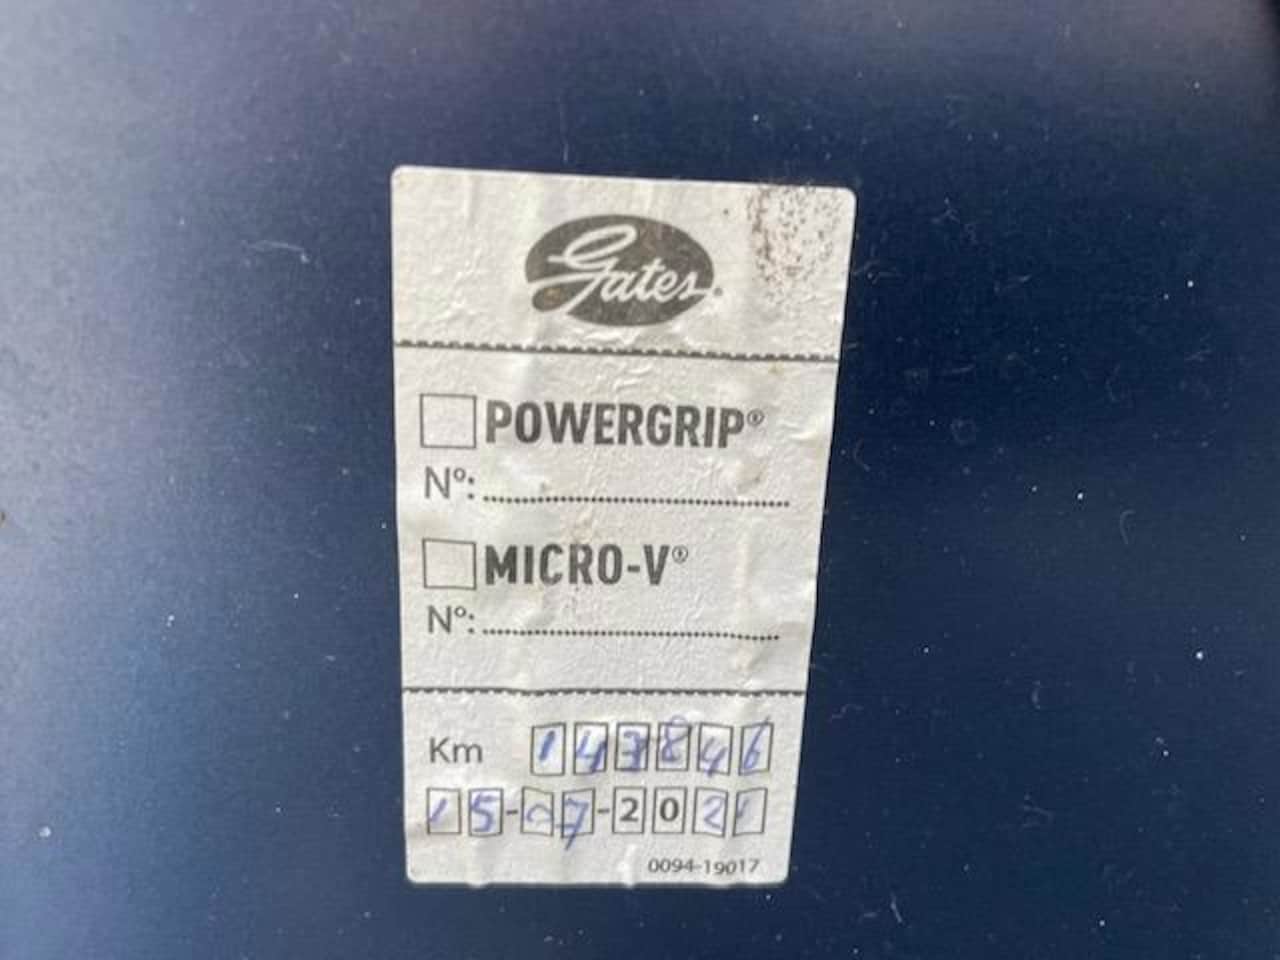 Gates
POWERGRIP®
Nº:
MICRO-V®
Nº:
Km 143846
15-07-2021
0094-19017